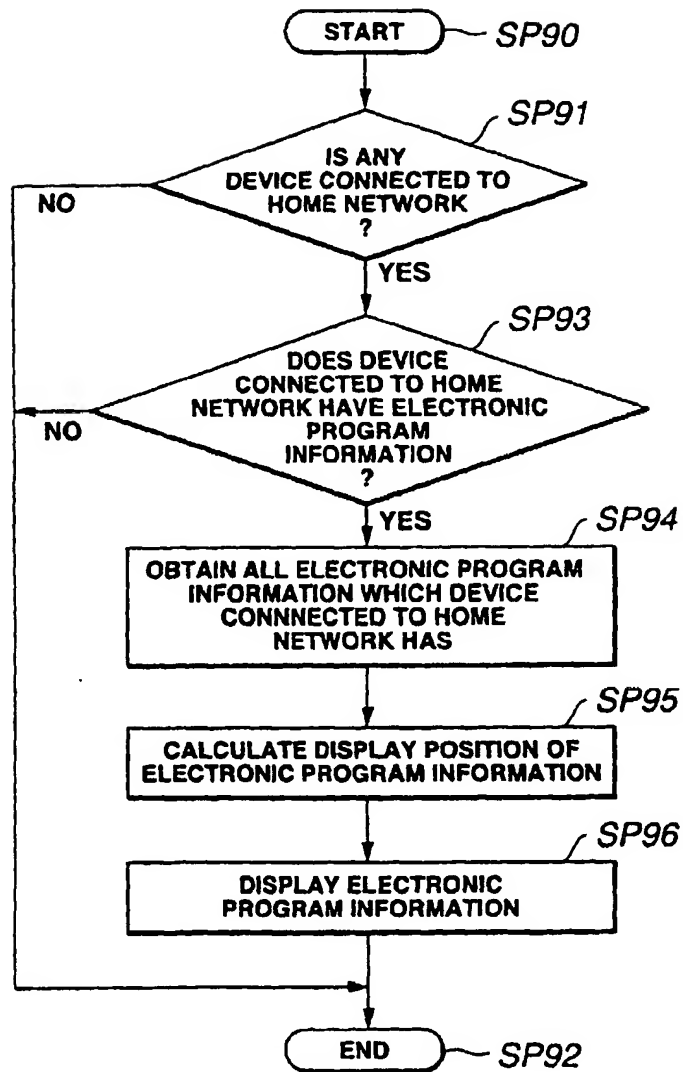 START
SP90
SP91
IS ANY
DEVICE CONNECTED TO
HOME NETWORK
?
NO
YES
SP93
DOES DEVICE
CONNECTED TO HOME
NETWORK HAVE ELECTRONIC
PROGRAM
INFORMATION
?
NO
YES
SP94
OBTAIN ALL ELECTRONIC PROGRAM
INFORMATION WHICH DEVICE
CONNNECTED TO HOME
NETWORK HAS
SP95
CALCULATE DISPLAY POSITION OF
ELECTRONIC PROGRAM INFORMATION
SP96
DISPLAY ELECTRONIC
PROGRAM INFORMATION
END
SP92